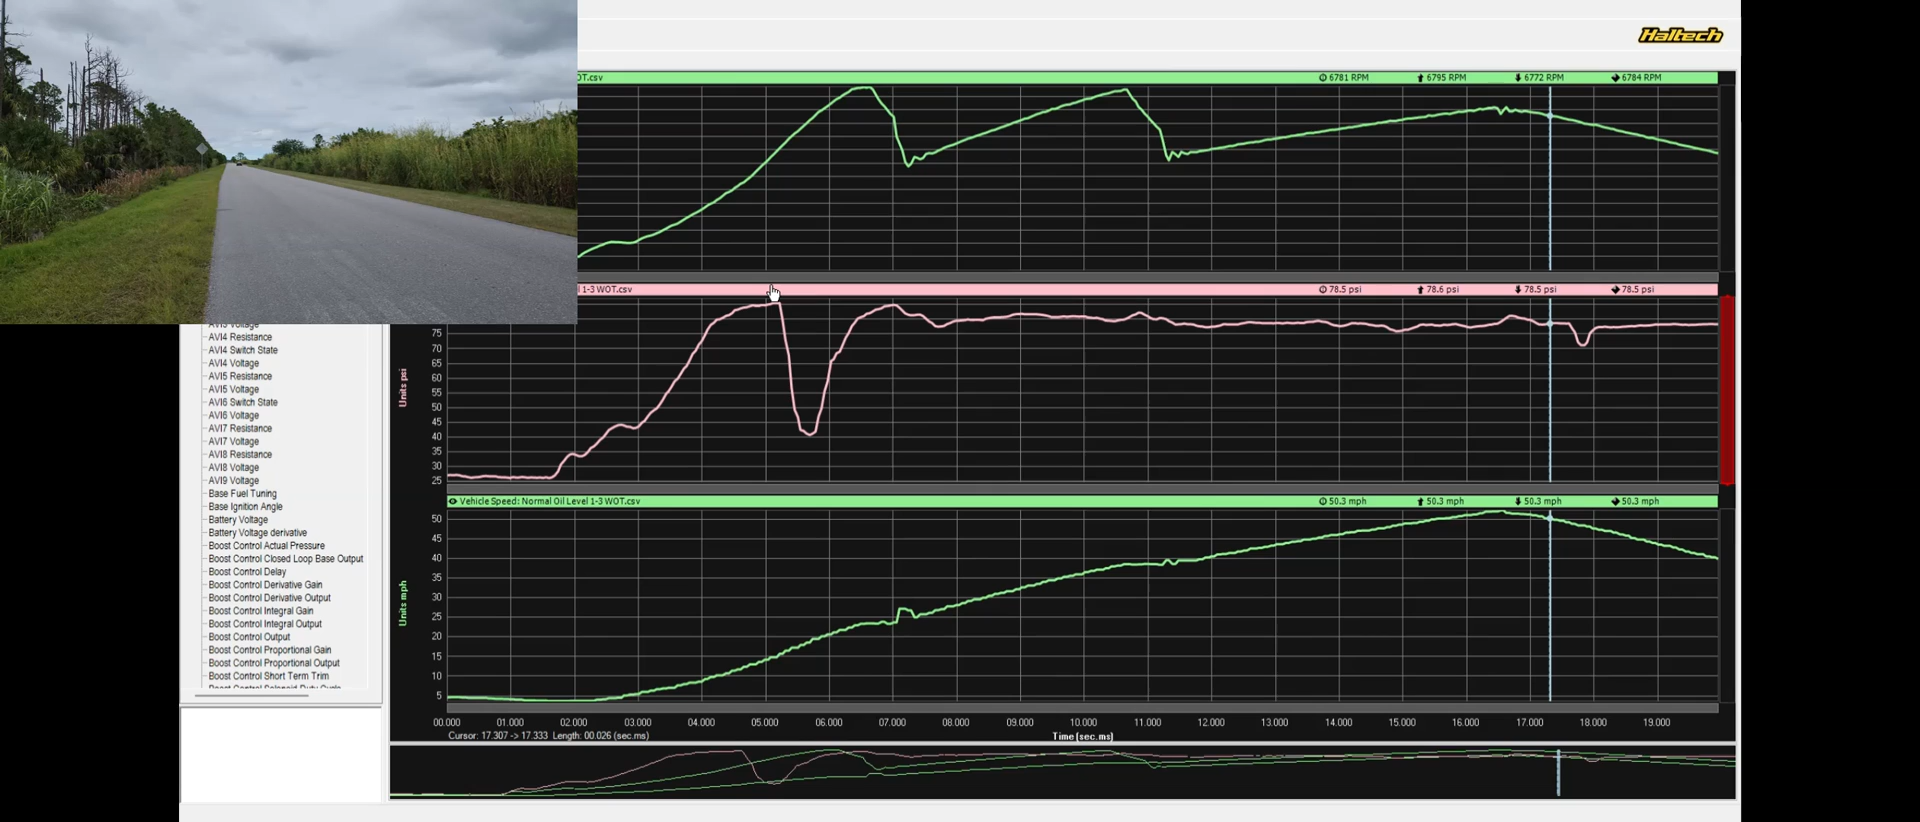 Haltech
OT.csv 6781 RPM 6795 RPM 6772 RPM 6784 RPM
1-3 WOT.csv 78.5 psi 78.6 psi 78.5 psi 78.5 psi
AVI3 Voltage
AVI4 Resistance
AVI4 Switch State
AVI4 Voltage
AVI5 Resistance
AVI5 Voltage
AVI6 Switch State
AVI6 Voltage
AVI7 Resistance
AVI7 Voltage
AVI8 Resistance
AVI8 Voltage
AVI9 Voltage
Base Fuel Tuning
Base Ignition Angle
Battery Voltage
Battery Voltage derivative
Boost Control Actual Pressure
Boost Control Closed Loop Base Output
Boost Control Delay
Boost Control Derivative Gain
Boost Control Derivative Output
Boost Control Integral Gain
Boost Control Integral Output
Boost Control Output
Boost Control Proportional Gain
Boost Control Proportional Output
Boost Control Short Term Trim
Boost Control Solenoid Duty Cycle
Units psi
75
70
65
60
55
50
45
40
35
30
25
Vehicle Speed: Normal Oil Level 1-3 WOT.csv 50.3 mph 50.3 mph 50.3 mph 50.3 mph
Units mph
50
45
40
35
30
25
20
15
10
5
00.000 01.000 02.000 03.000 04.000 05.000 06.000 07.000 08.000 09.000 10.000 11.000 12.000 13.000 14.000 15.000 16.000 17.000 18.000 19.000
Cursor: 17.307 -> 17.333 Length: 00.026 (sec.ms) Time [sec.ms]